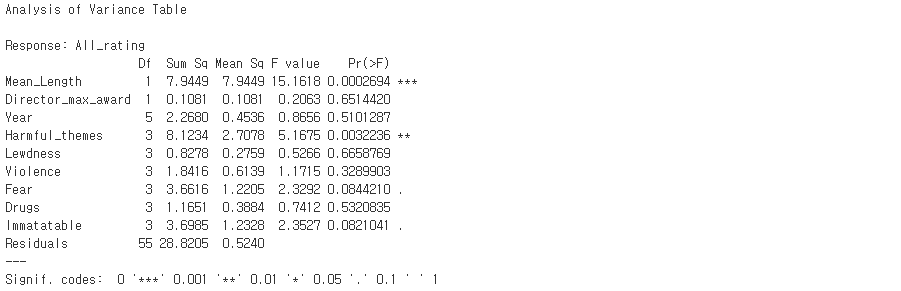 Analysis of Variance Table
Response: All_rating
Df Sum Sq Mean Sq F value Pr(>F)
Mean_Length 1 7.9449 7.9449 15.1618 0.0002694 ***
Director_max_award 1 0.1081 0.1081 0.2063 0.6514420
Year 5 2.2680 0.4536 0.8656 0.5101287
Harmful_themes 3 8.1234 2.7078 5.1675 0.0032236 **
Lewdness 3 0.8278 0.2759 0.5266 0.6658769
Violence 3 1.8416 0.6139 1.1715 0.3289903
Fear 3 3.6616 1.2205 2.3292 0.0844210 .
Drugs 3 1.1651 0.3884 0.7412 0.5320835
Immatatable 3 3.6985 1.2328 2.3527 0.0821041 .
Residuals 55 28.8205 0.5240
---
Signif. codes: 0 '***' 0.001 '**' 0.01 '*' 0.05 '.' 0.1 ' ' 1